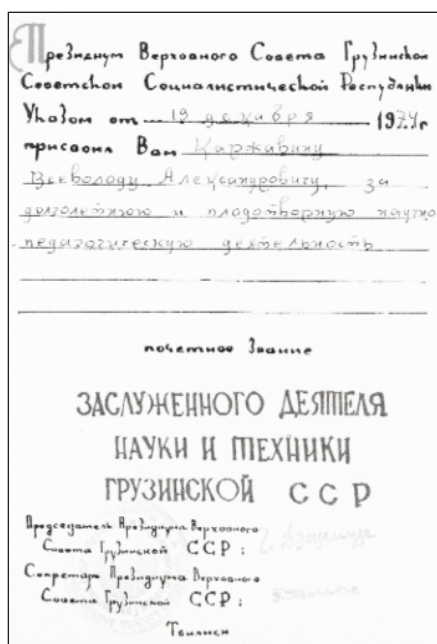 Президиум Верховного Совета Грузинской
Советской Социалистической Республики
Указом от 19 декабря 1974г.
присвоил Вам Каржавину
Всеволоду Александровичу, за
долголетнюю и плодотворную научно
педагогическую деятельность
почетное Звание
ЗАСЛУЖЕННОГО ДЕЯТЕЛЯ
НАУКИ И ТЕХНИКИ
ГРУЗИНСКОЙ ССР
Председатель Президиума Верховного
Совета Грузинской ССР:
Секретарь Президиума Верховного
Совета Грузинской ССР:
Тбилиси